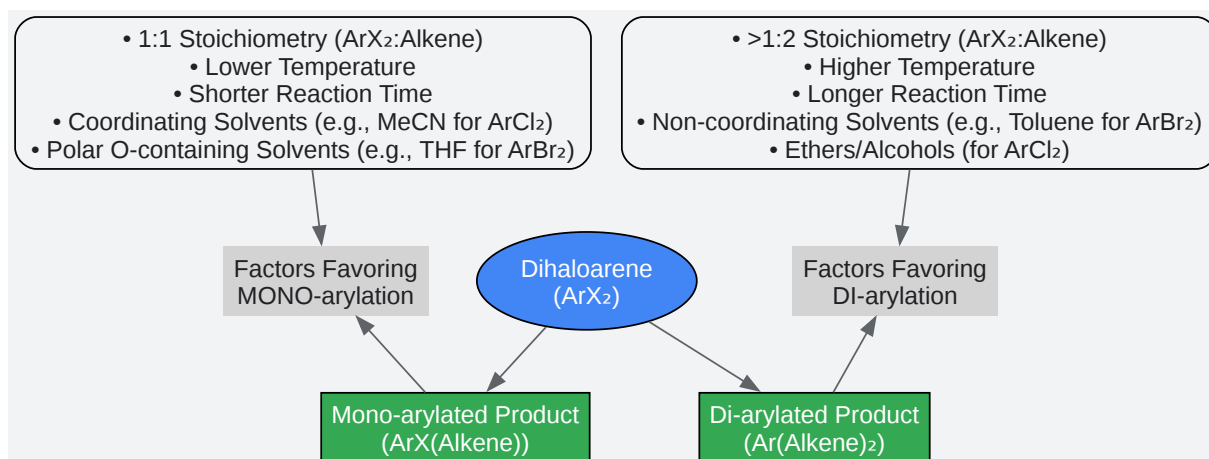 • 1:1 Stoichiometry (ArX₂:Alkene)
• Lower Temperature
• Shorter Reaction Time
• Coordinating Solvents (e.g., MeCN for ArCl₂)
• Polar O-containing Solvents (e.g., THF for ArBr₂)
• >1:2 Stoichiometry (ArX₂:Alkene)
• Higher Temperature
• Longer Reaction Time
• Non-coordinating Solvents (e.g., Toluene for ArBr₂)
• Ethers/Alcohols (for ArCl₂)
Factors Favoring
MONO-arylation
Dihaloarene
(ArX₂)
Factors Favoring
DI-arylation
Mono-arylated Product
(ArX(Alkene))
Di-arylated Product
(Ar(Alkene)₂)